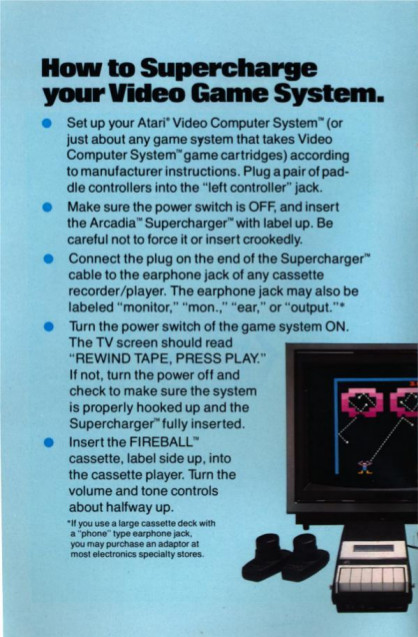 How to Supercharge
your Video Game System.
Set up your Atari® Video Computer System™ (or
just about any game system that takes Video
Computer System™ game cartridges) according
to manufacturer instructions. Plug a pair of pad-
dle controllers into the "left controller" jack.
Make sure the power switch is OFF, and insert
the Arcadia™ Supercharger™ with label up. Be
careful not to force it or insert crookedly.
Connect the plug on the end of the Supercharger™
cable to the earphone jack of any cassette
recorder/player. The earphone jack may also be
labeled "monitor," "mon.," "ear," or "output."*
Turn the power switch of the game system ON.
The TV screen should read
"REWIND TAPE, PRESS PLAY."
If not, turn the power off and
check to make sure the system
is properly hooked up and the
Supercharger™ fully inserted.
Insert the FIREBALL™
cassette, label side up, into
the cassette player. Turn the
volume and tone controls
about halfway up.
*If you use a large cassette deck with
a "phone" type earphone jack,
you may purchase an adaptor at
most electronics specialty stores.